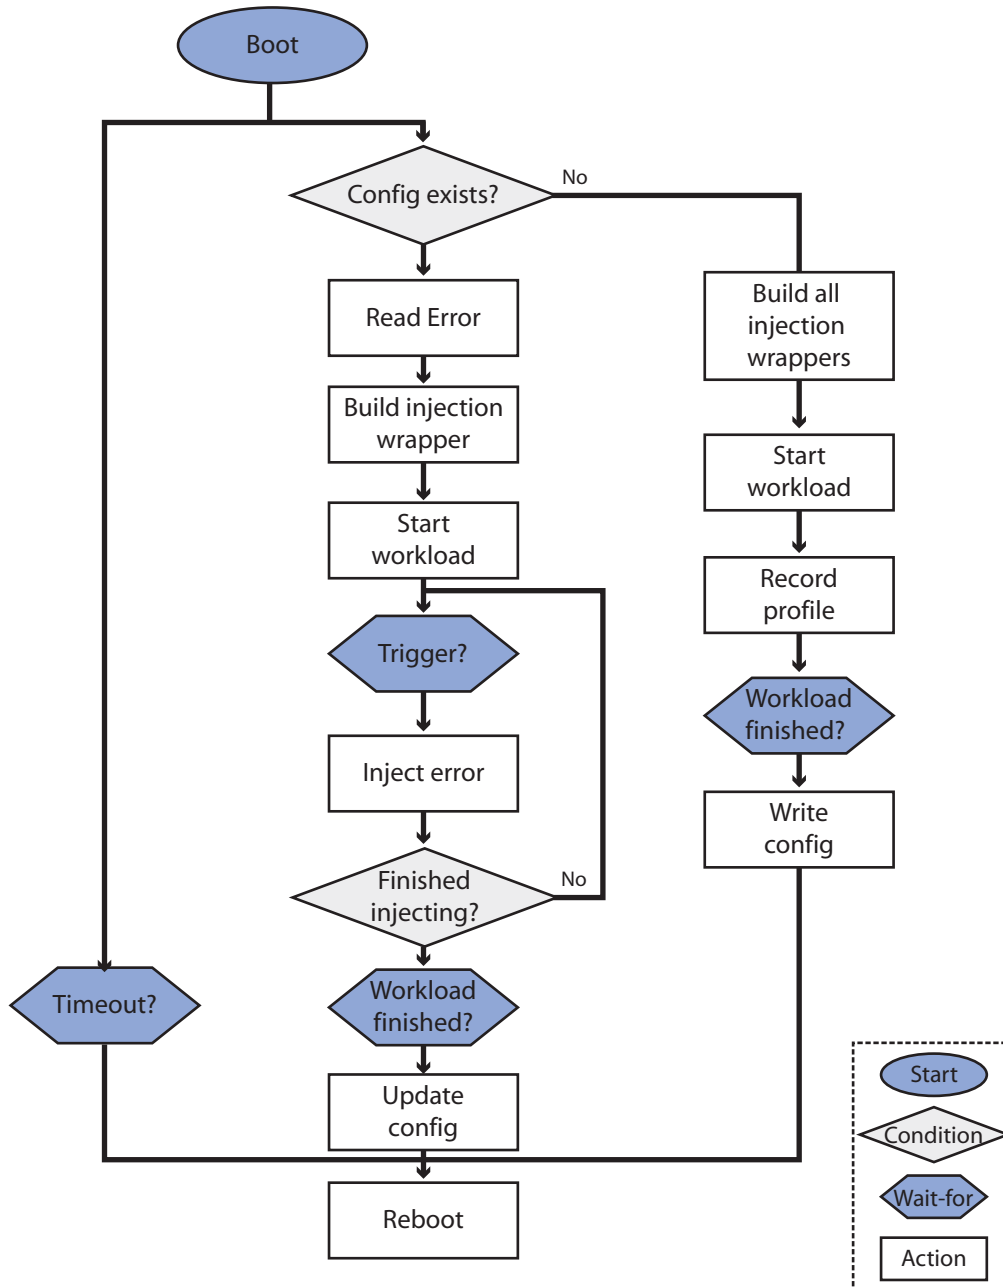 Boot
Config exists?
No
Read Error
Build injection
wrapper
Start
workload
Trigger?
Inject error
Finished
injecting?
No
Workload
finished?
Update
config
Reboot
Timeout?
Build all
injection
wrappers
Start
workload
Record
profile
Workload
finished?
Write
config
Start
Condition
Wait-for
Action